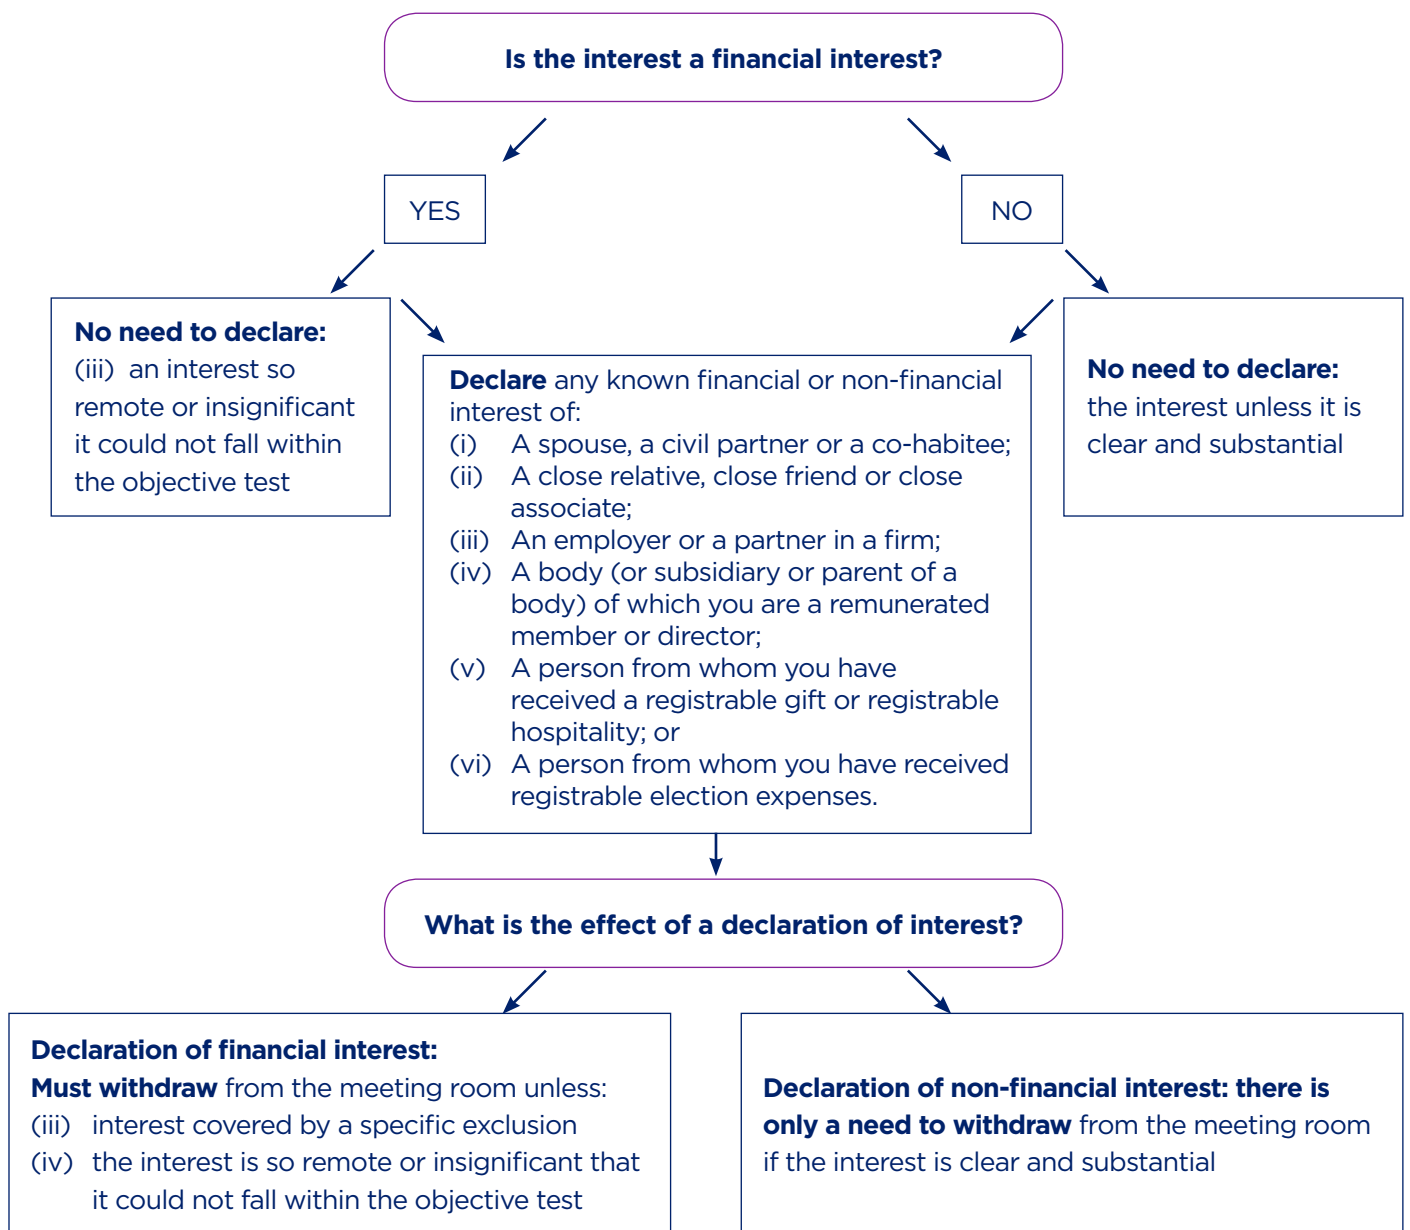 Is the interest a financial interest?
YES
NO
No need to declare:
(iii) an interest so
remote or insignificant
it could not fall within
the objective test
Declare any known financial or non-financial
interest of:
(i) A spouse, a civil partner or a co-habitee;
(ii) A close relative, close friend or close
associate;
(iii) An employer or a partner in a firm;
(iv) A body (or subsidiary or parent of a
body) of which you are a remunerated
member or director;
(v) A person from whom you have
received a registrable gift or registrable
hospitality; or
(vi) A person from whom you have received
registrable election expenses.
No need to declare:
the interest unless it is
clear and substantial
What is the effect of a declaration of interest?
Declaration of financial interest:
Must withdraw from the meeting room unless:
(iii) interest covered by a specific exclusion
(iv) the interest is so remote or insignificant that
it could not fall within the objective test
Declaration of non-financial interest: there is
only a need to withdraw from the meeting room
if the interest is clear and substantial